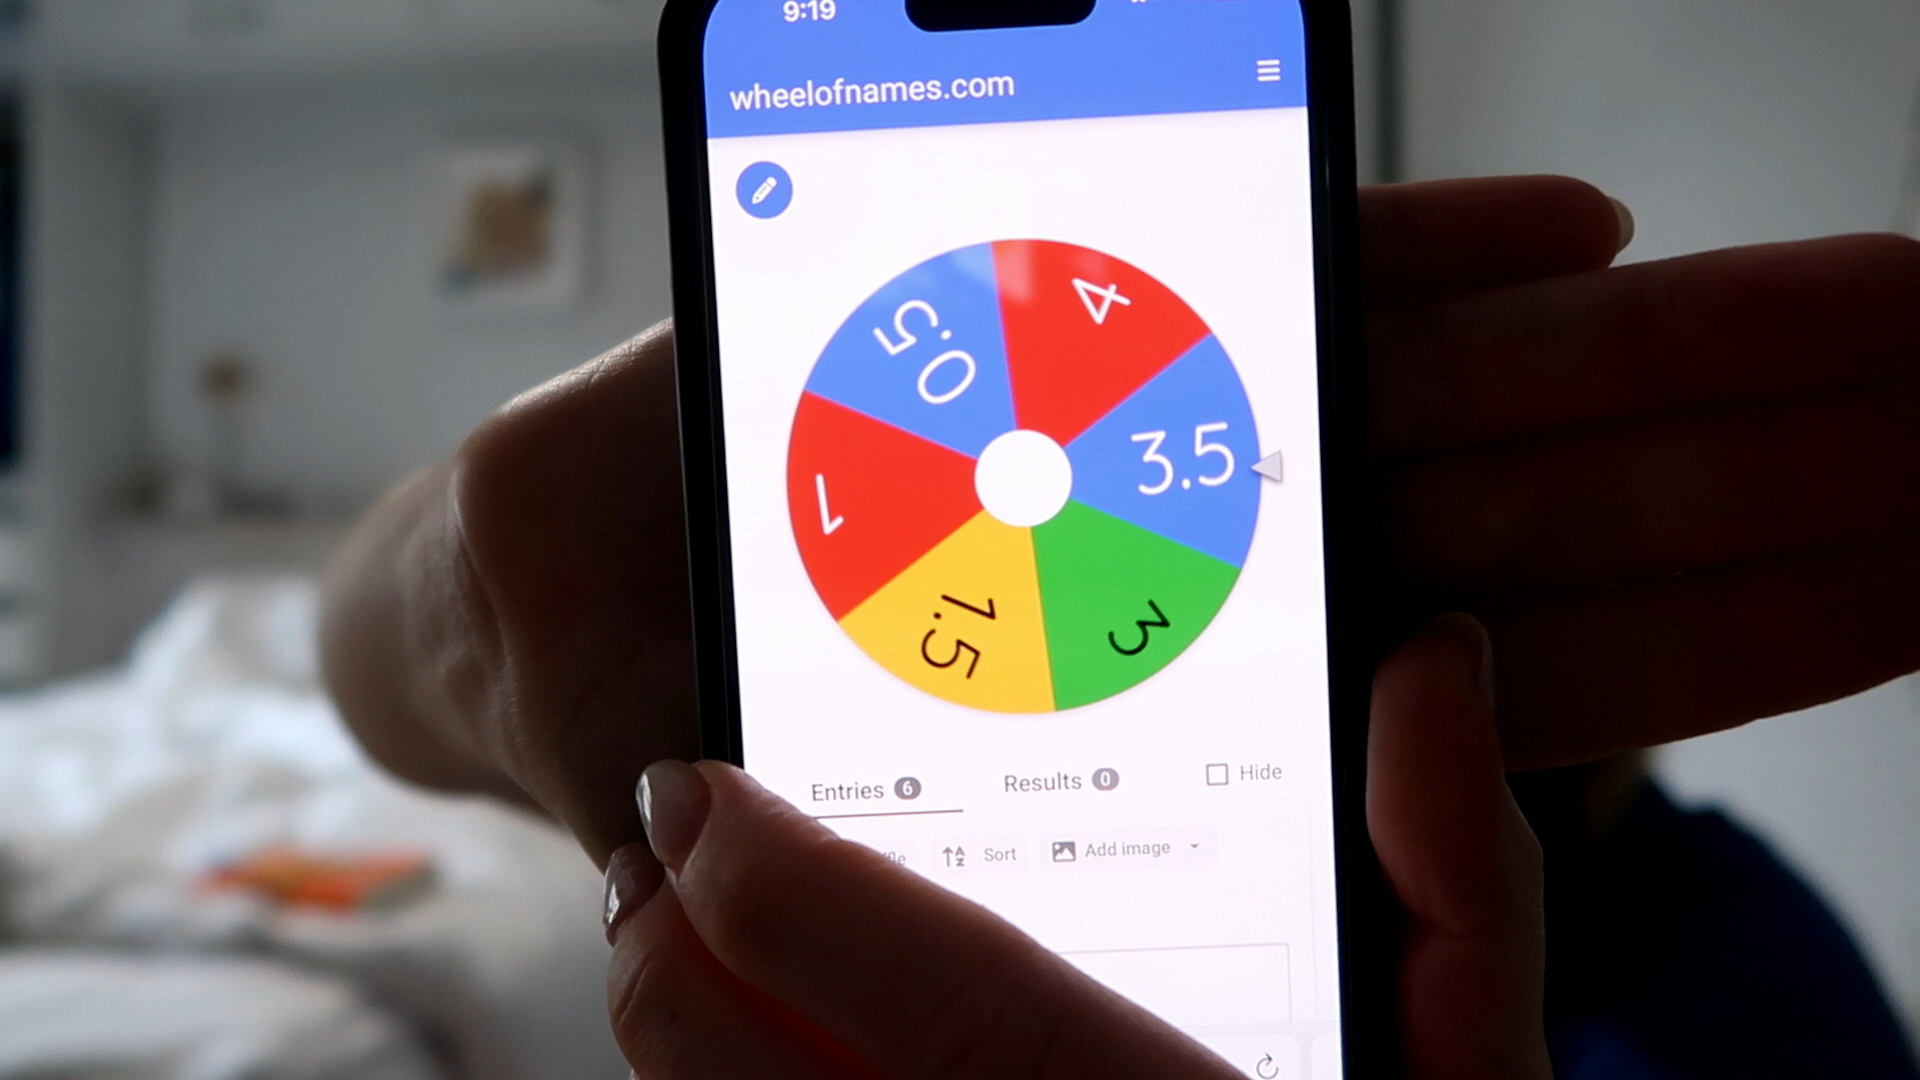 9:19
wheelofnames.com
4
0.5
3.5
1
1.5
3
Entries 6
Results 0
Hide
Sort
Add image